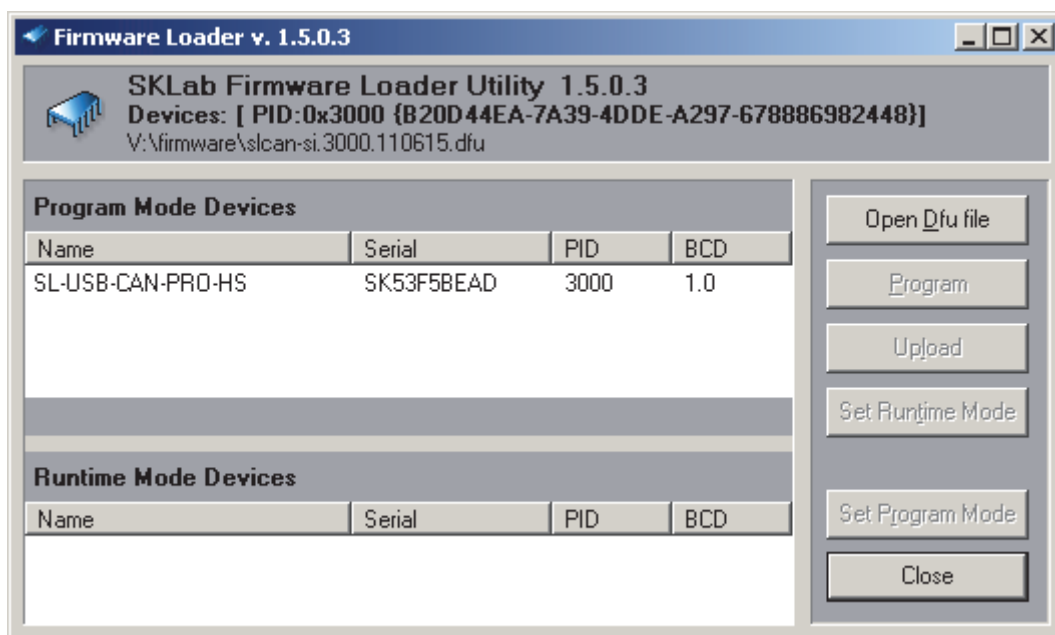 Firmware Loader v. 1.5.0.3
SKLab Firmware Loader Utility 1.5.0.3
Devices: [ PID:0x3000 {B20D44EA-7A39-4DDE-A297-678886982448}]
V:\firmware\slcan-si.3000.110615.dfu
Program Mode Devices
Name Serial PID BCD
SL-USB-CAN-PRO-HS SK53F5BEAD 3000 1.0
Runtime Mode Devices
Name Serial PID BCD
Open Dfu file
Program
Upload
Set Runtime Mode
Set Program Mode
Close